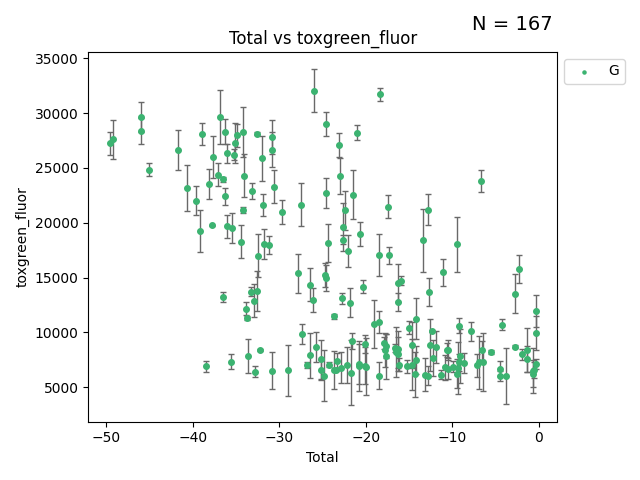 N = 167
Total vs toxgreen_fluor
G
toxgreen_fluor
35000
30000
25000
20000
15000
10000
5000
−50 −40 −30 −20 −10 0
Total